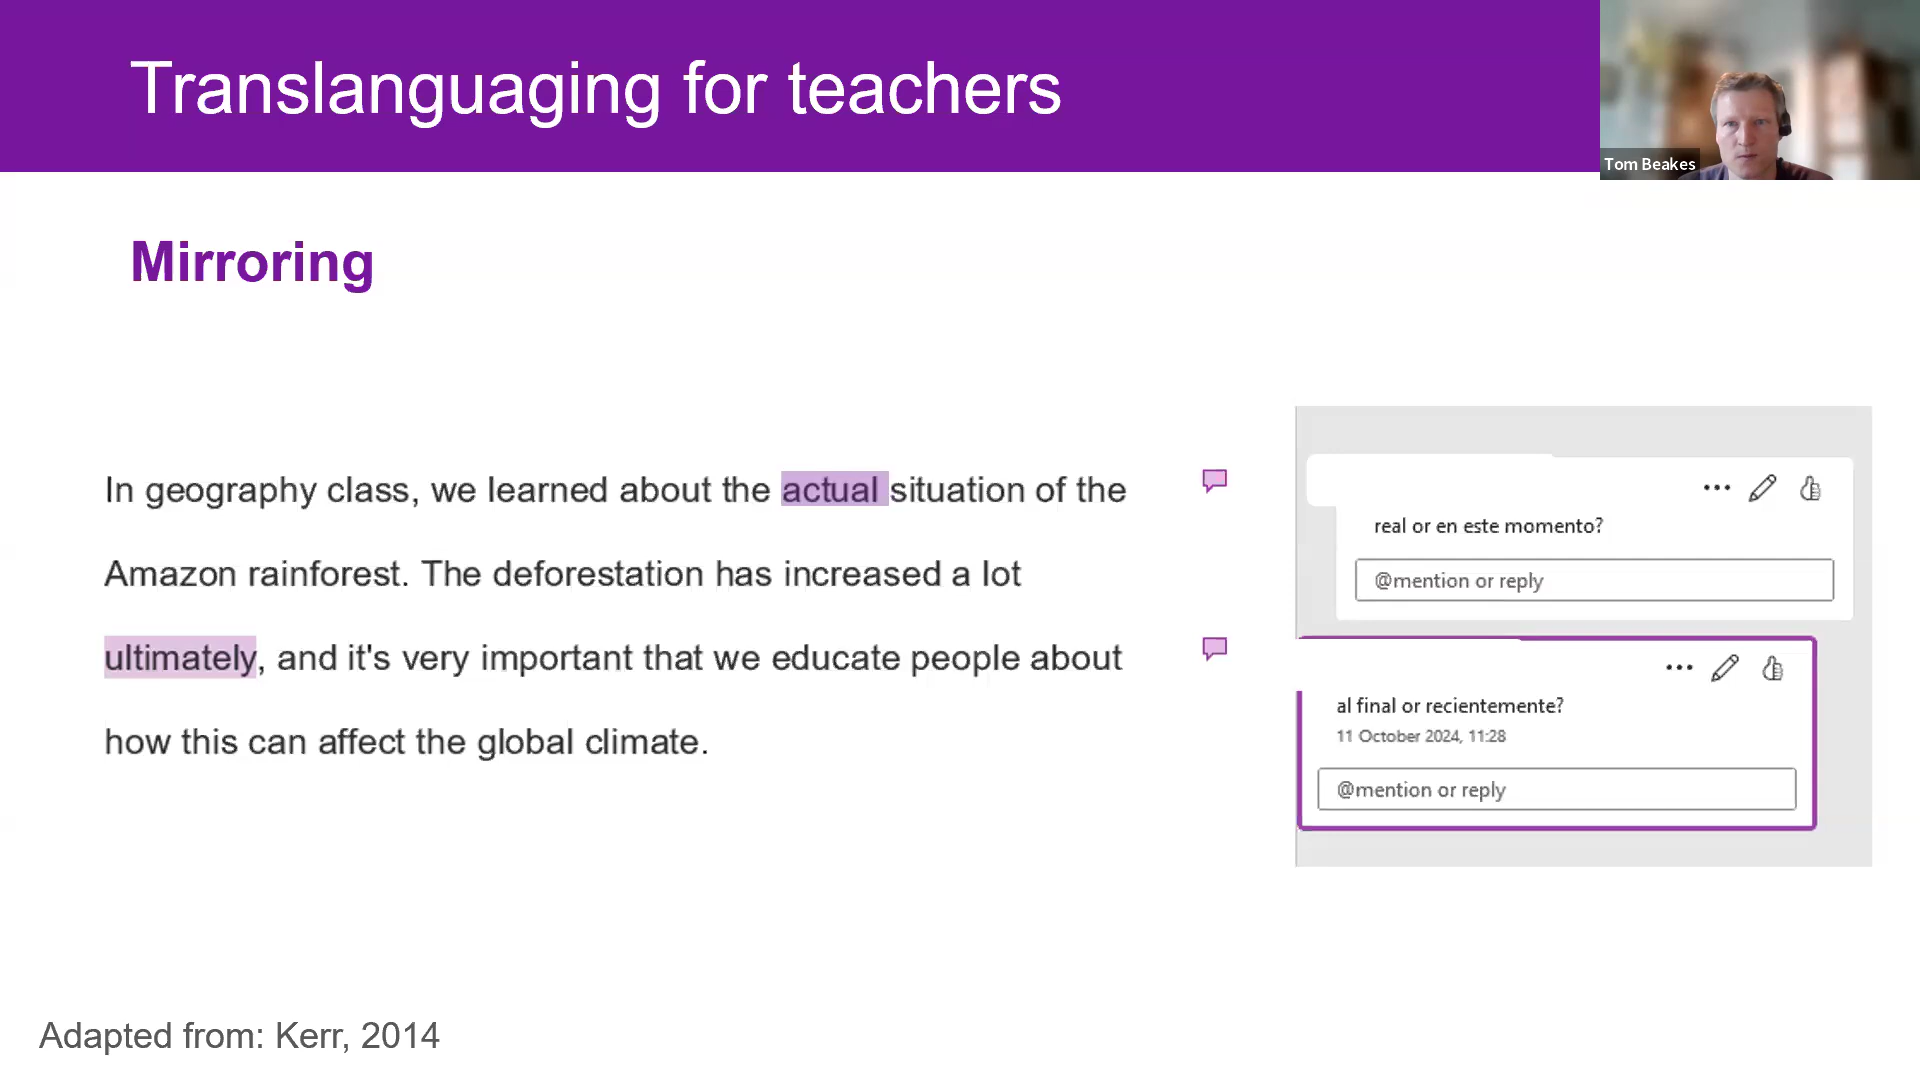 Translanguaging for teachers
Tom Beakes
Mirroring
In geography class, we learned about the actual situation of the
Amazon rainforest. The deforestation has increased a lot
ultimately, and it's very important that we educate people about
how this can affect the global climate.
real or en este momento?
@mention or reply
al final or recientemente?
11 October 2024, 11:28
@mention or reply
Adapted from: Kerr, 2014